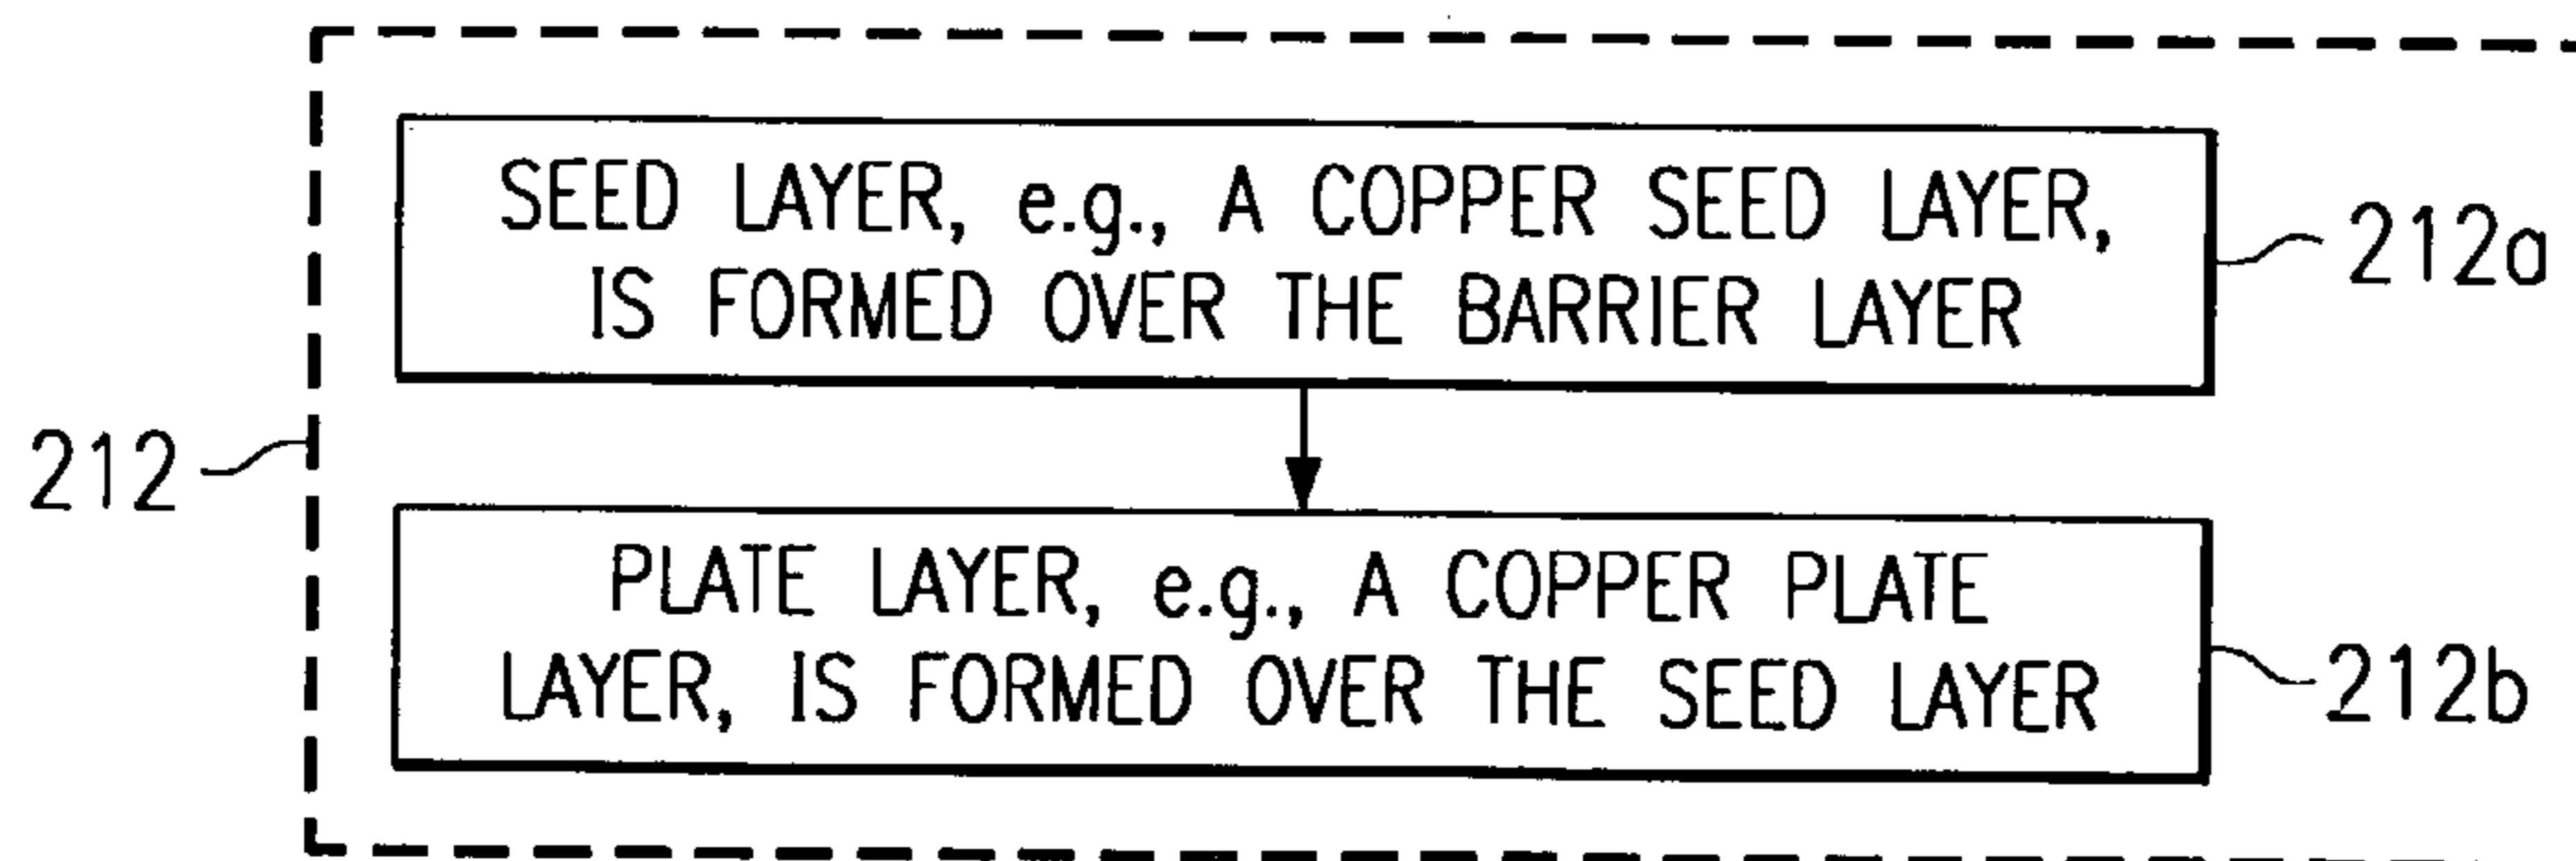 SEED LAYER, e.g., A COPPER SEED LAYER,
IS FORMED OVER THE BARRIER LAYER
212a
212
PLATE LAYER, e.g., A COPPER PLATE
LAYER, IS FORMED OVER THE SEED LAYER
212b